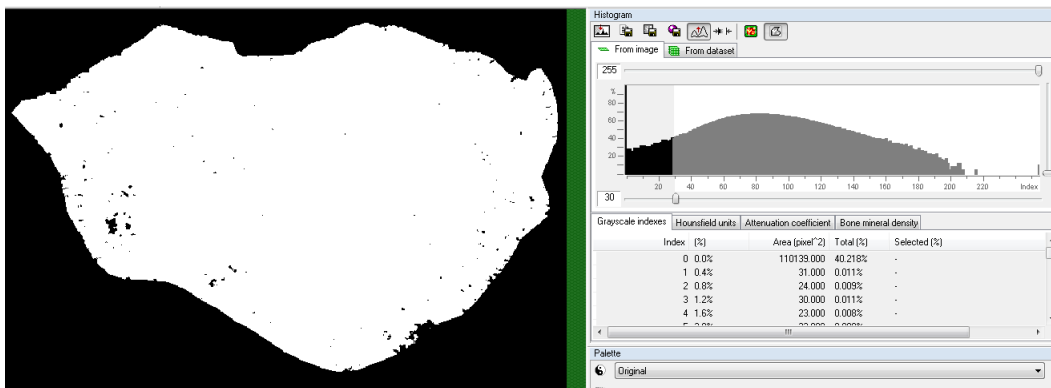 Histogram
From image From dataset
255
%
80
60
40
20
20 40 60 80 100 120 140 160 180 200 220 Index
30
Grayscale indexes Hounsfield units Attenuation coefficient Bone mineral density
Index (%) Area (pixel^2) Total (%) Selected (%)
0 0.0% 110139.000 40.218% -
1 0.4% 31.000 0.011% -
2 0.8% 24.000 0.009% -
3 1.2% 30.000 0.011% -
4 1.6% 23.000 0.008% -
Palette
Original